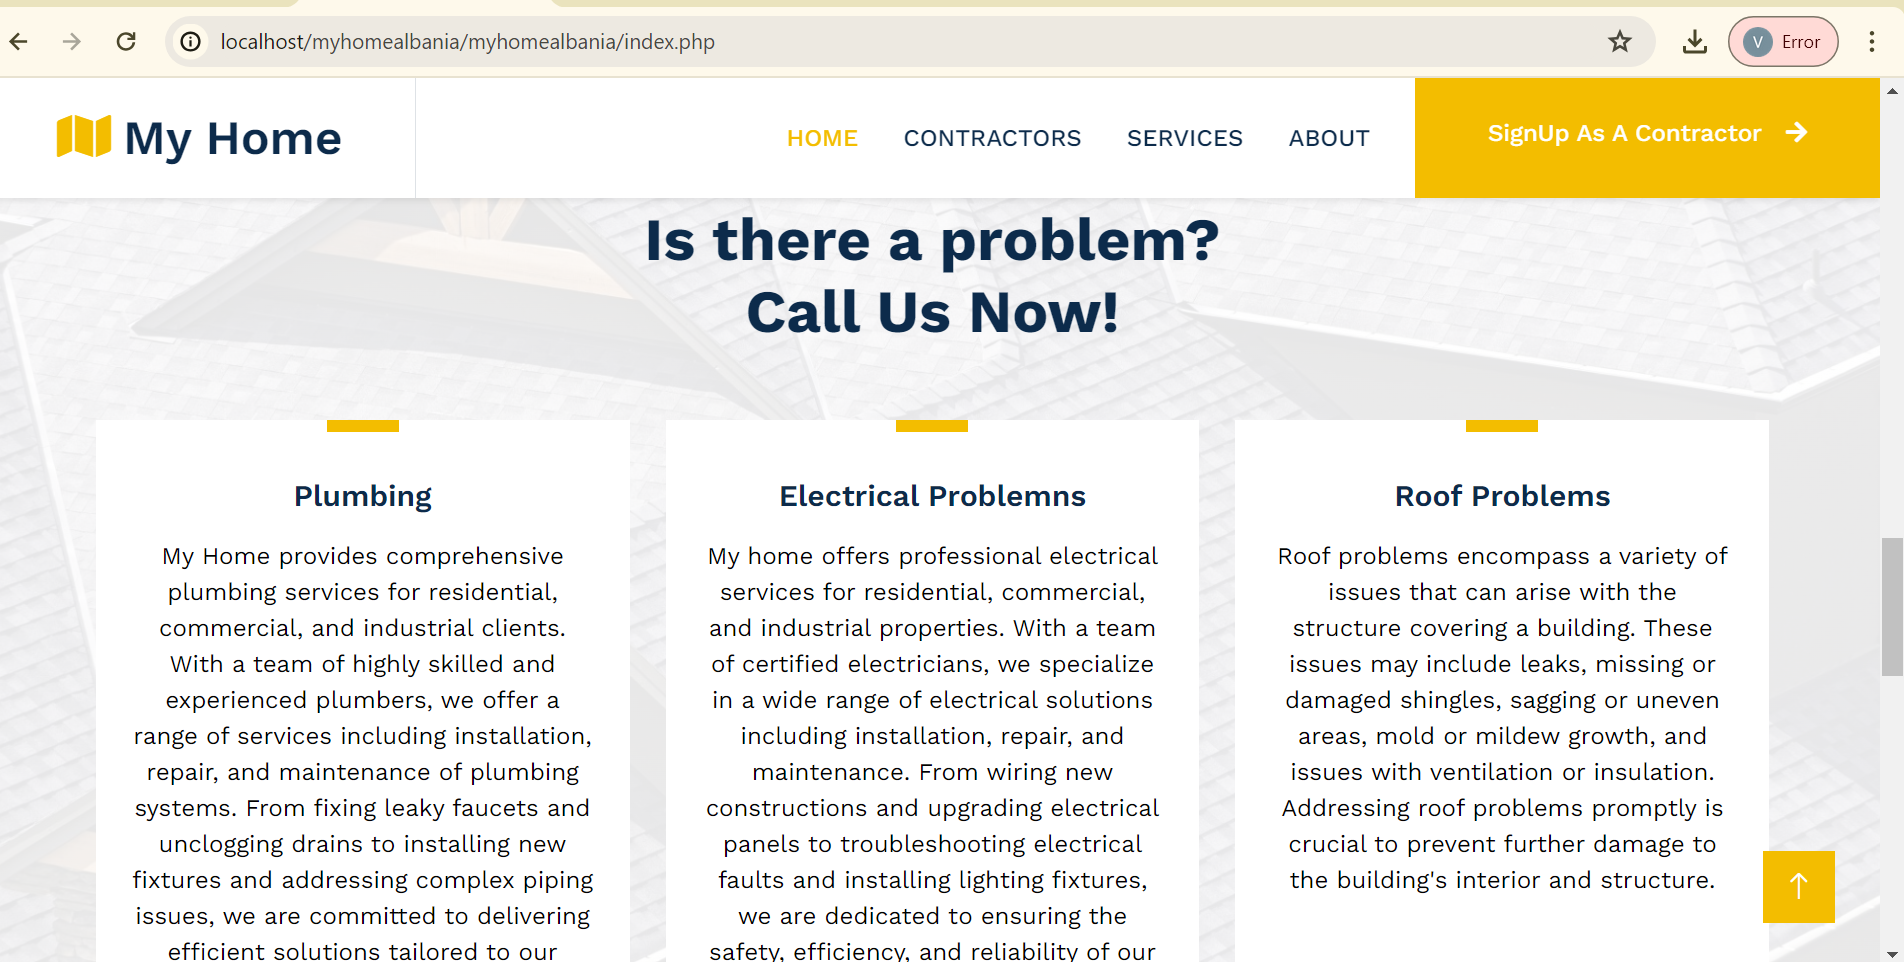 localhost/myhomealbania/myhomealbania/index.php
V Error
My Home
HOME CONTRACTORS SERVICES ABOUT
SignUp As A Contractor
Is there a problem?
Call Us Now!
Plumbing
My Home provides comprehensive
plumbing services for residential,
commercial, and industrial clients.
With a team of highly skilled and
experienced plumbers, we offer a
range of services including installation,
repair, and maintenance of plumbing
systems. From fixing leaky faucets and
unclogging drains to installing new
fixtures and addressing complex piping
issues, we are committed to delivering
efficient solutions tailored to our
Electrical Problemns
My home offers professional electrical
services for residential, commercial,
and industrial properties. With a team
of certified electricians, we specialize
in a wide range of electrical solutions
including installation, repair, and
maintenance. From wiring new
constructions and upgrading electrical
panels to troubleshooting electrical
faults and installing lighting fixtures,
we are dedicated to ensuring the
safety, efficiency, and reliability of our
Roof Problems
Roof problems encompass a variety of
issues that can arise with the
structure covering a building. These
issues may include leaks, missing or
damaged shingles, sagging or uneven
areas, mold or mildew growth, and
issues with ventilation or insulation.
Addressing roof problems promptly is
crucial to prevent further damage to
the building's interior and structure.